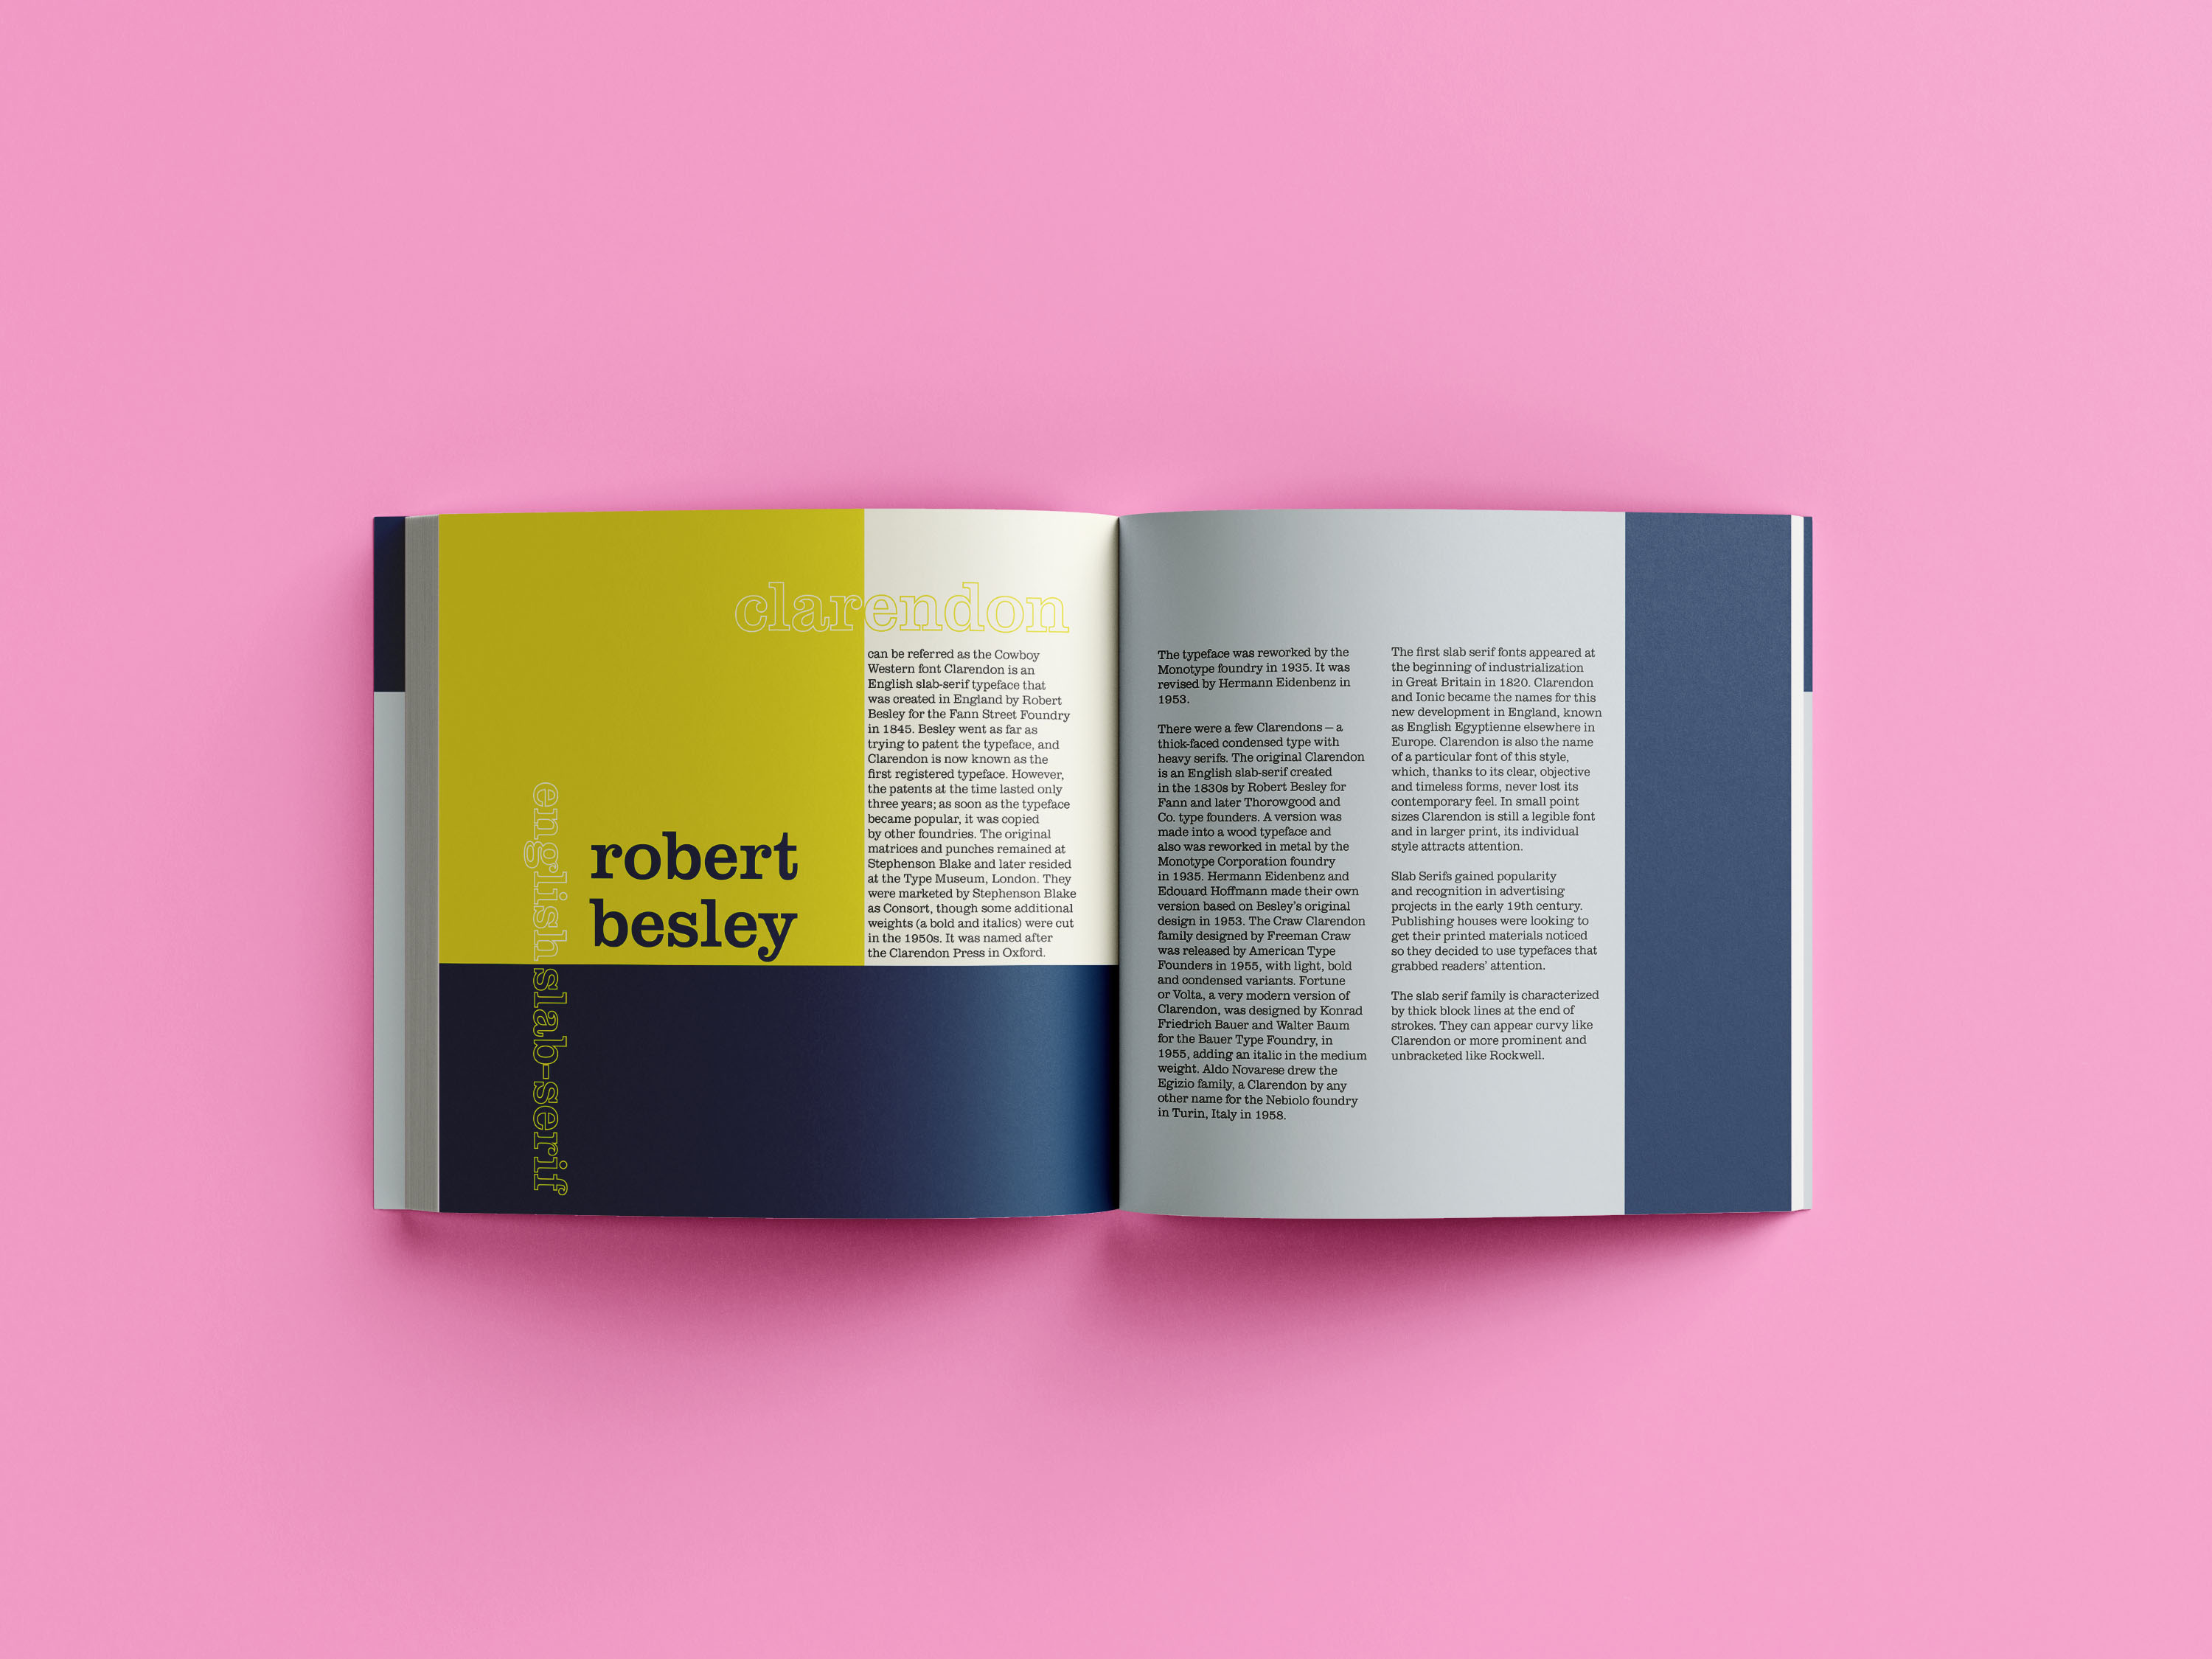 clarendon
can be referred as the Cowboy
Western font Clarendon is an
English slab-serif typeface that
was created in England by Robert
Besley for the Fann Street Foundry
in 1845. Besley went as far as
trying to patent the typeface, and
Clarendon is now known as the
first registered typeface. However,
the patents at the time lasted only
three years; as soon as the typeface
became popular, it was copied
by other foundries. The original
matrices and punches remained at
Stephenson Blake and later resided
at the Type Museum, London. They
were marketed by Stephenson Blake
as Consort, though some additional
weights (a bold and italics) were cut
in the 1950s. It was named after
the Clarendon Press in Oxford.
english slab-serif
robert
besley
The typeface was reworked by the
Monotype foundry in 1935. It was
revised by Hermann Eidenbenz in
1953.
There were a few Clarendons — a
thick-faced condensed type with
heavy serifs. The original Clarendon
is an English slab-serif created
in the 1830s by Robert Besley for
Fann and later Thorowgood and
Co. type founders. A version was
made into a wood typeface and
also was reworked in metal by the
Monotype Corporation foundry
in 1935. Hermann Eidenbenz and
Edouard Hoffmann made their own
version based on Besley's original
design in 1953. The Craw Clarendon
family designed by Freeman Craw
was released by American Type
Founders in 1955, with light, bold
and condensed variants. Fortune
or Volta, a very modern version of
Clarendon, was designed by Konrad
Friedrich Bauer and Walter Baum
for the Bauer Type Foundry, in
1955, adding an italic in the medium
weight. Aldo Novarese drew the
Egizio family, a Clarendon by any
other name for the Nebiolo foundry
in Turin, Italy in 1958.
The first slab serif fonts appeared at
the beginning of industrialization
in Great Britain in 1820. Clarendon
and Ionic became the names for this
new development in England, known
as English Egyptienne elsewhere in
Europe. Clarendon is also the name
of a particular font of this style,
which, thanks to its clear, objective
and timeless forms, never lost its
contemporary feel. In small point
sizes Clarendon is still a legible font
and in larger print, its individual
style attracts attention.
Slab Serifs gained popularity
and recognition in advertising
projects in the early 19th century.
Publishing houses were looking to
get their printed materials noticed
so they decided to use typefaces that
grabbed readers' attention.
The slab serif family is characterized
by thick block lines at the end of
strokes. They can appear curvy like
Clarendon or more prominent and
unbracketed like Rockwell.